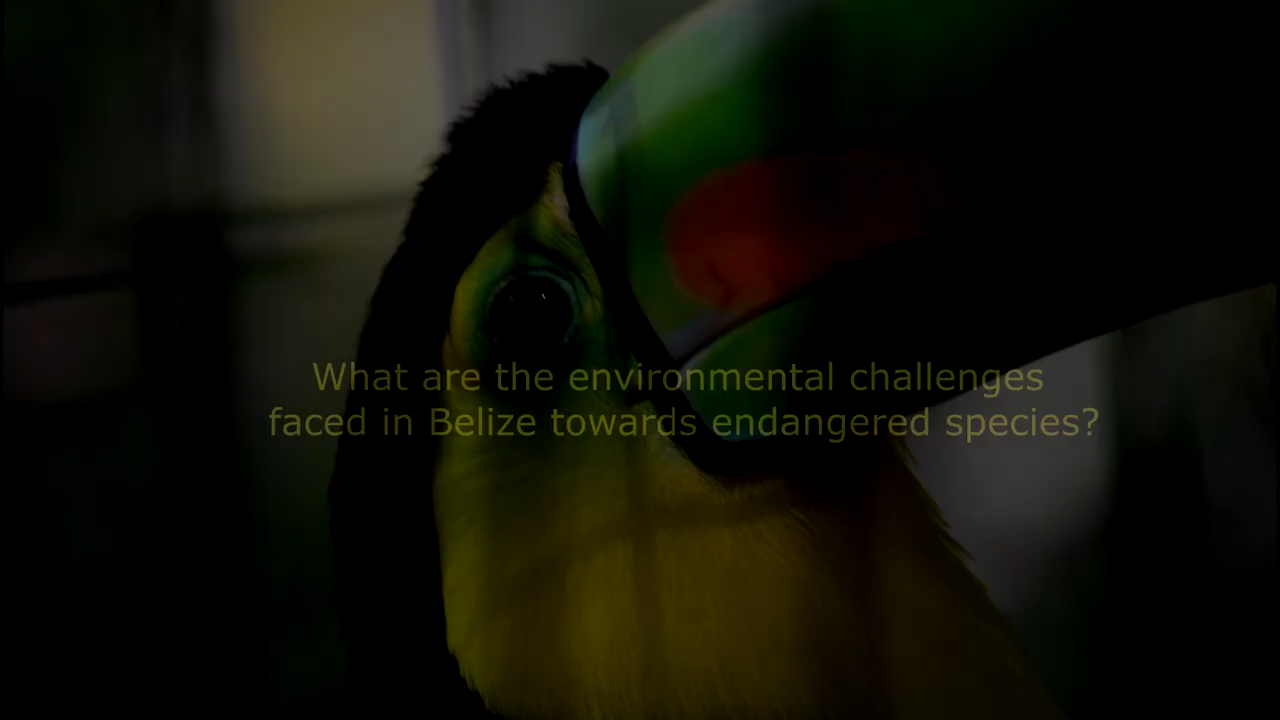 What are the environmental challenges
faced in Belize towards endangered species?